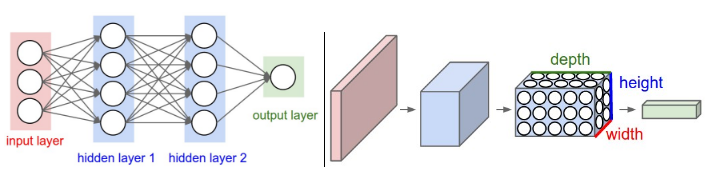 input layer
hidden layer 1
hidden layer 2
output layer
depth
height
width